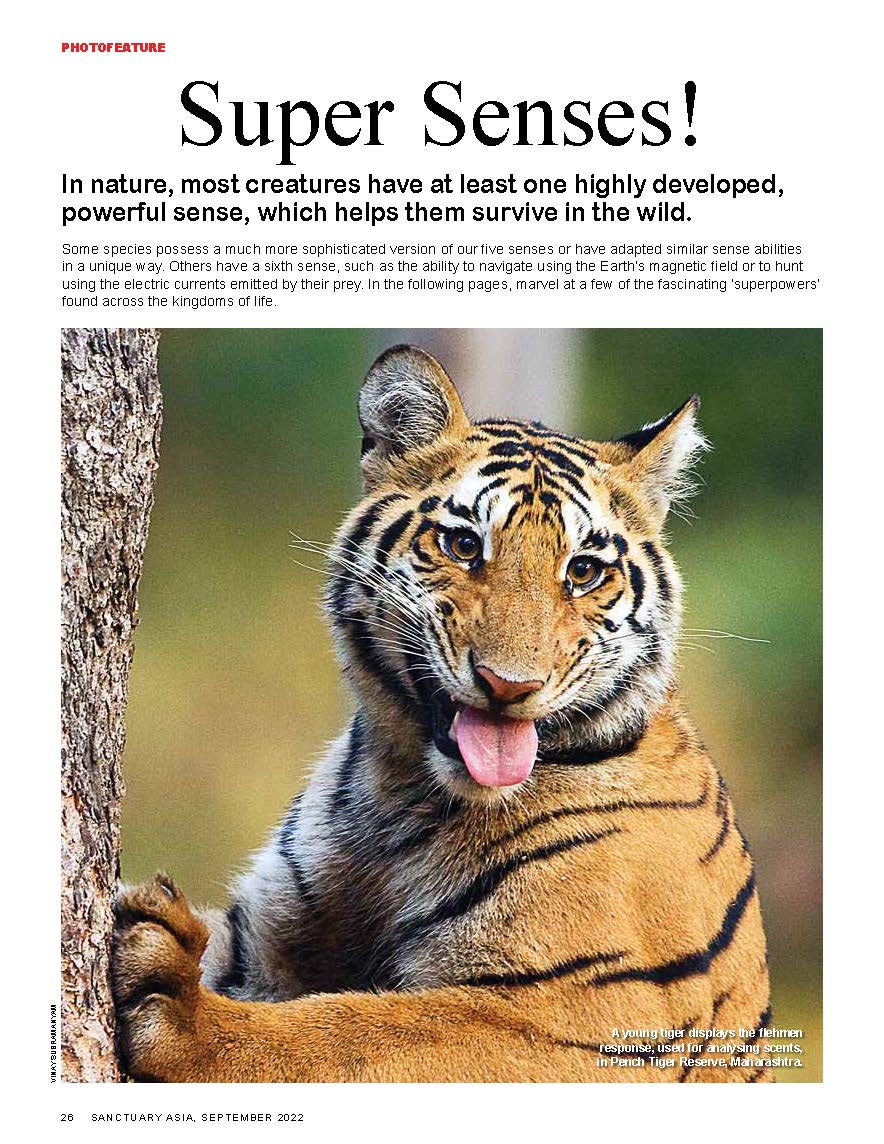 PHOTOFEATURE
Super Senses!
In nature, most creatures have at least one highly developed,
powerful sense, which helps them survive in the wild.
Some species possess a much more sophisticated version of our five senses or have adapted similar sense abilities
in a unique way. Others have a sixth sense, such as the ability to navigate using the Earth's magnetic field or to hunt
using the electric currents emitted by their prey. In the following pages, marvel at a few of the fascinating 'superpowers'
found across the kingdoms of life.
VINAY SUBRAMANYAM
A young tiger displays the flehmen
response, used for analysing scents,
in Pench Tiger Reserve, Maharashtra.
26 SANCTUARY ASIA, SEPTEMBER 2022